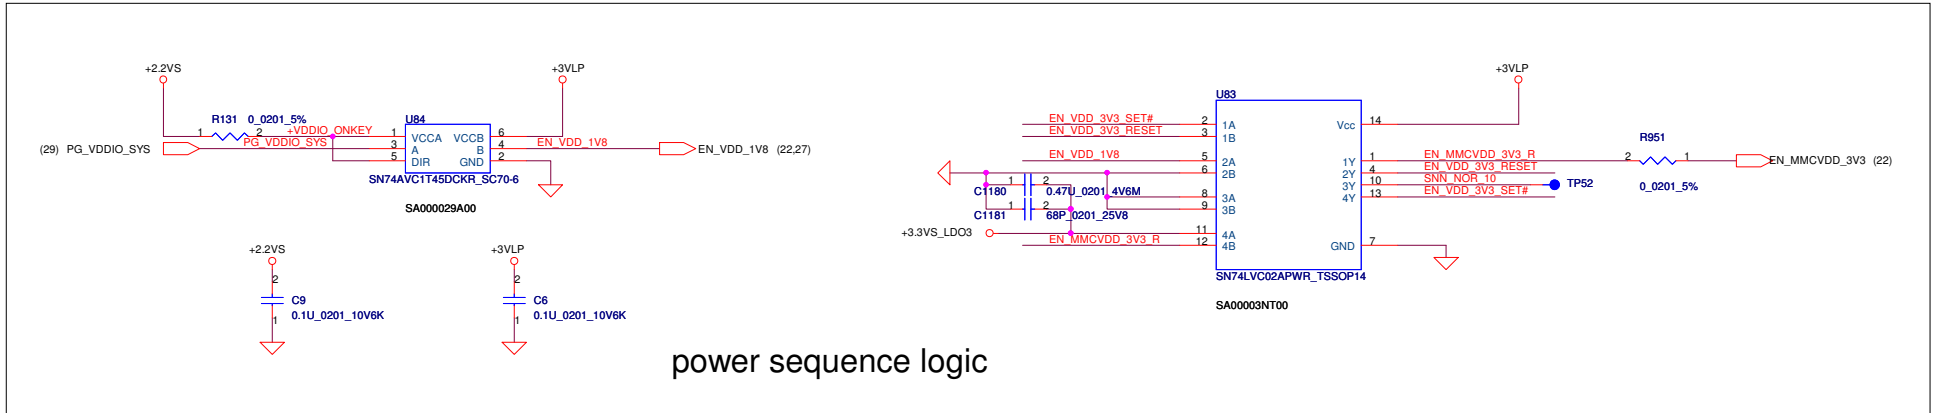 +2.2VS
+3VLP
R131 0_0201_5%
U84
1 2 +VDDIO_ONKEY 1 VCCA VCCB 6
(29) PG_VDDIO_SYS PG_VDDIO_SYS 3 A B 4 EN_VDD_1V8 EN_VDD_1V8 (22,27)
5 DIR GND 2
SN74AVC1T45DCKR_SC70-6
SA000029A00
+2.2VS
2
C9
0.1U_0201_10V6K
1
+3VLP
2
C6
0.1U_0201_10V6K
1
+3VLP
U83
EN_VDD_3V3_SET# 2 1A Vcc 14
EN_VDD_3V3_RESET 3 1B
R951
EN_VDD_1V8 5 2A 1Y 1 EN_MMCVDD_3V3_R 2 1 EN_MMCVDD_3V3 (22)
6 2B 2Y 4 EN_VDD_3V3_RESET
3Y 10 SNN_NOR_10 TP52
0_0201_5%
C1180 1 2 0.47U_0201_4V6M 8 3A 4Y 13 EN_VDD_3V3_SET#
C1181 1 2 68P_0201_25V8 9 3B
+3.3VS_LDO3 11 4A
EN_MMCVDD_3V3_R 12 4B GND 7
SN74LVC02APWR_TSSOP14
SA00003NT00
power sequence logic